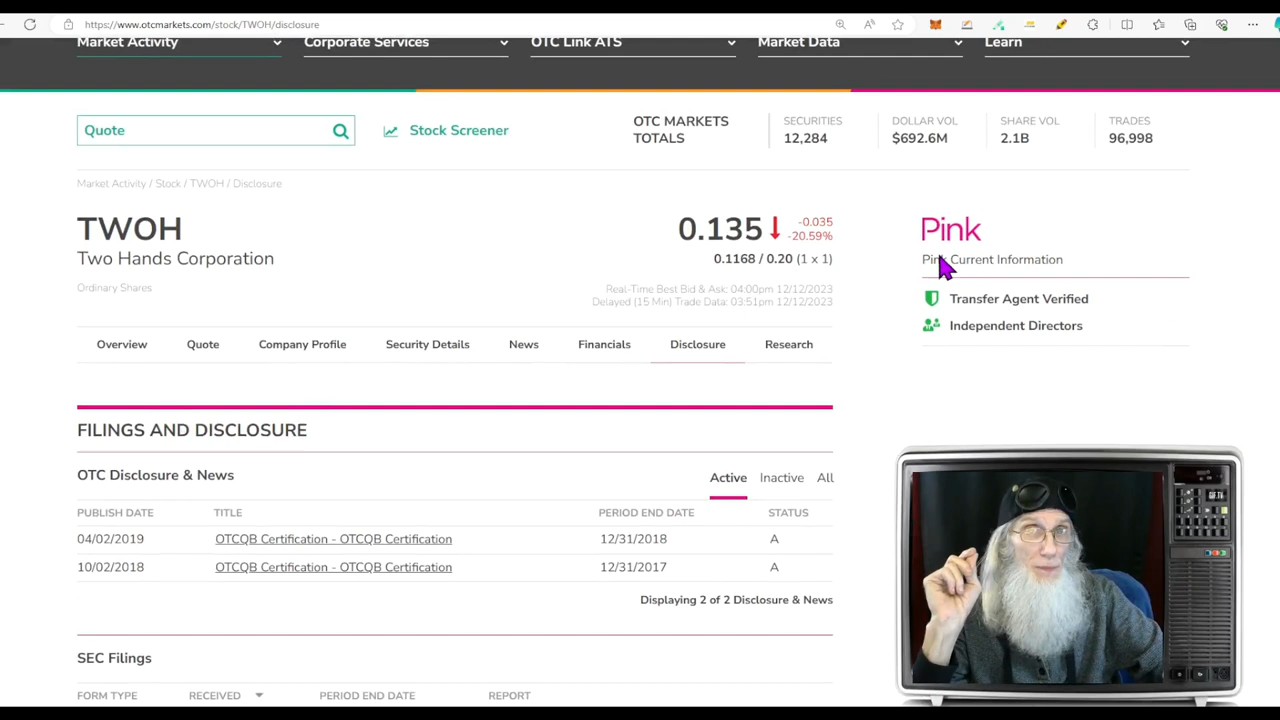 https://www.otcmarkets.com/stock/TWOH/disclosure
Market Activity
Corporate Services
OTC Link ATS
Market Data
Learn
Quote
Stock Screener
OTC MARKETS
TOTALS
SECURITIES
12,284
DOLLAR VOL
$692.6M
SHARE VOL
2.1B
TRADES
96,998
Market Activity / Stock / TWOH / Disclosure
TWOH
Two Hands Corporation
Ordinary Shares
0.135
-0.035
-20.59%
0.1168 / 0.20 (1 x 1)
Real-Time Best Bid & Ask: 04:00pm 12/12/2023
Delayed (15 Min) Trade Data: 03:51pm 12/12/2023
Pink
Pink Current Information
Transfer Agent Verified
Independent Directors
Overview
Quote
Company Profile
Security Details
News
Financials
Disclosure
Research
FILINGS AND DISCLOSURE
OTC Disclosure & News
Active
Inactive
All
PUBLISH DATE TITLE PERIOD END DATE STATUS
04/02/2019 OTCQB Certification - OTCQB Certification 12/31/2018 A
10/02/2018 OTCQB Certification - OTCQB Certification 12/31/2017 A
Displaying 2 of 2 Disclosure & News
SEC Filings
FORM TYPE RECEIVED PERIOD END DATE REPORT